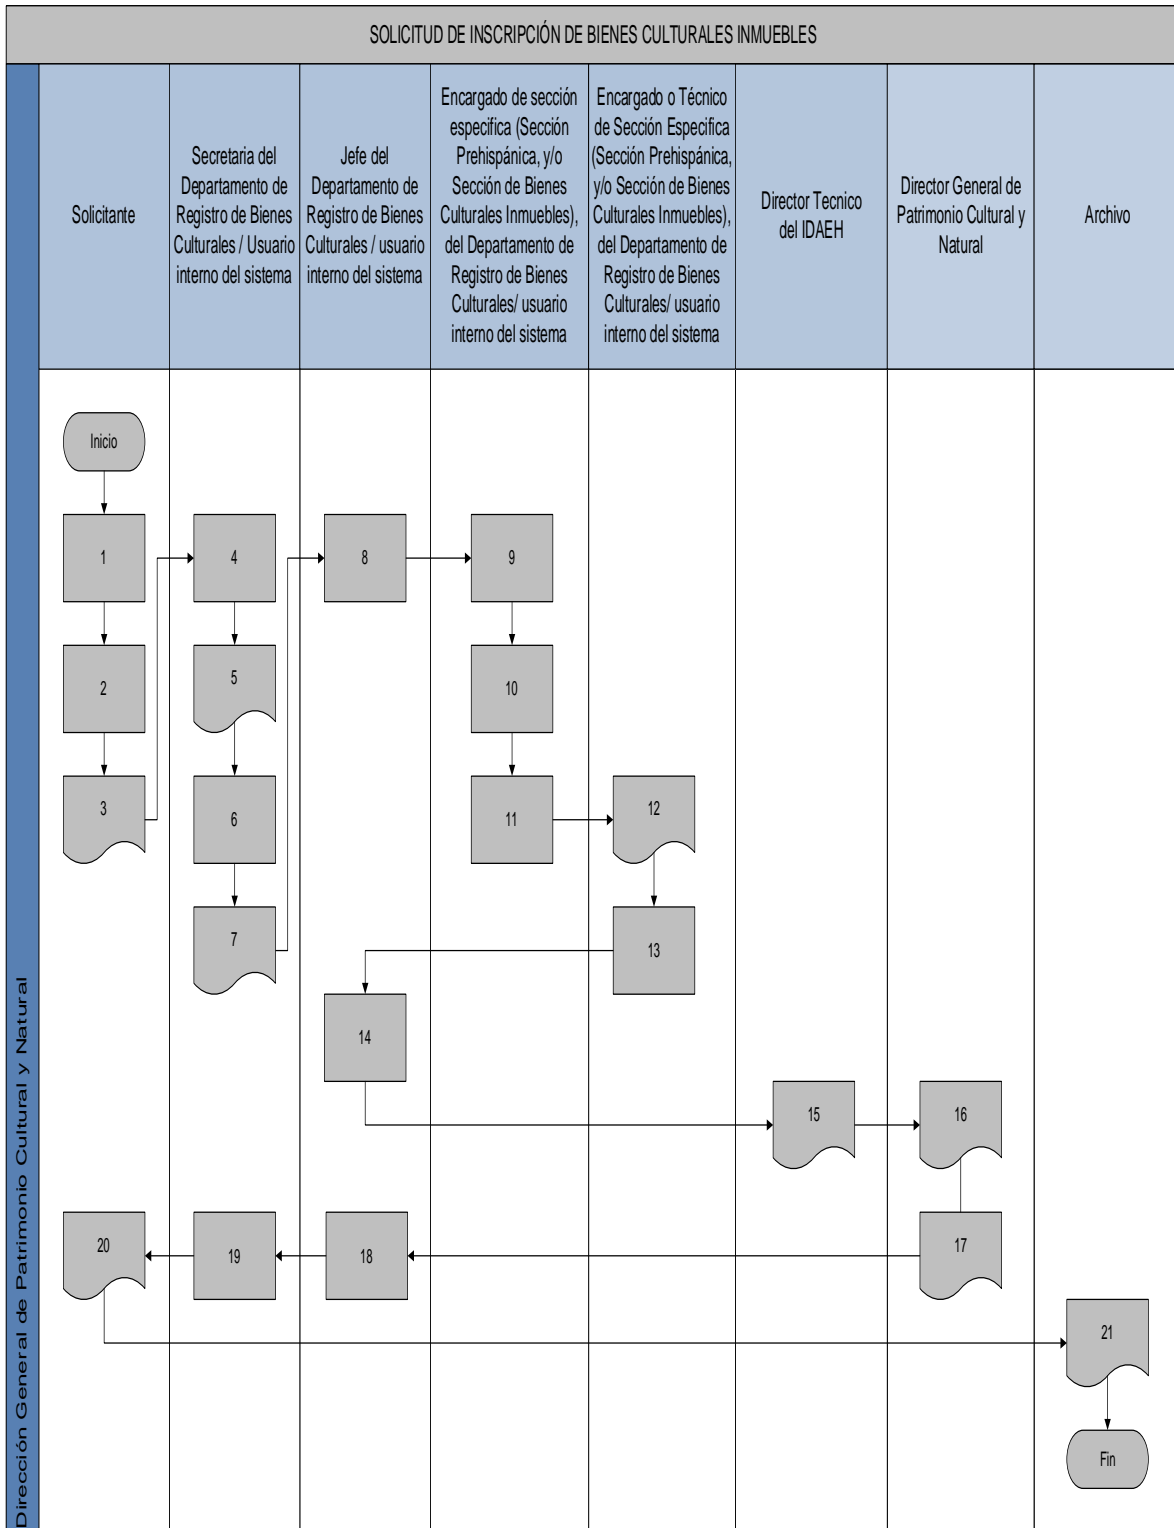 SOLICITUD DE INSCRIPCIÓN DE BIENES CULTURALES INMUEBLES
Dirección General de Patrimonio Cultural y Natural
Solicitante
Secretaria del
Departamento de
Registro de Bienes
Culturales / Usuario
interno del sistema
Jefe del
Departamento de
Registro de Bienes
Culturales / usuario
interno del sistema
Encargado de sección
especifica (Sección
Prehispánica, y/o
Sección de Bienes
Culturales Inmuebles),
del Departamento de
Registro de Bienes
Culturales/ usuario
interno del sistema
Encargado o Técnico
de Sección Especifica
(Sección Prehispánica,
y/o Sección de Bienes
Culturales Inmuebles),
del Departamento de
Registro de Bienes
Culturales/ usuario
interno del sistema
Director Tecnico
del IDAEH
Director General de
Patrimonio Cultural y
Natural
Archivo
Inicio
1
4
8
9
2
5
10
3
6
11
12
7
13
14
15
16
20
19
18
17
21
Fin